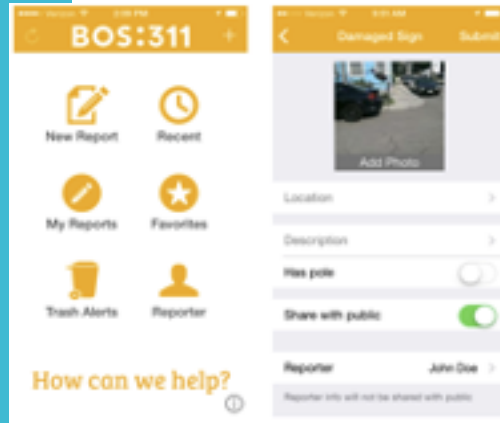 BOS:311
New Report
Recent
My Reports
Favorites
Trash Alerts
Reporter
How can we help?
Damaged Sign
Submit
Add Photo
Location
Description
Has pole
Share with public
Reporter
John Doe
Reporter info will not be shared with public